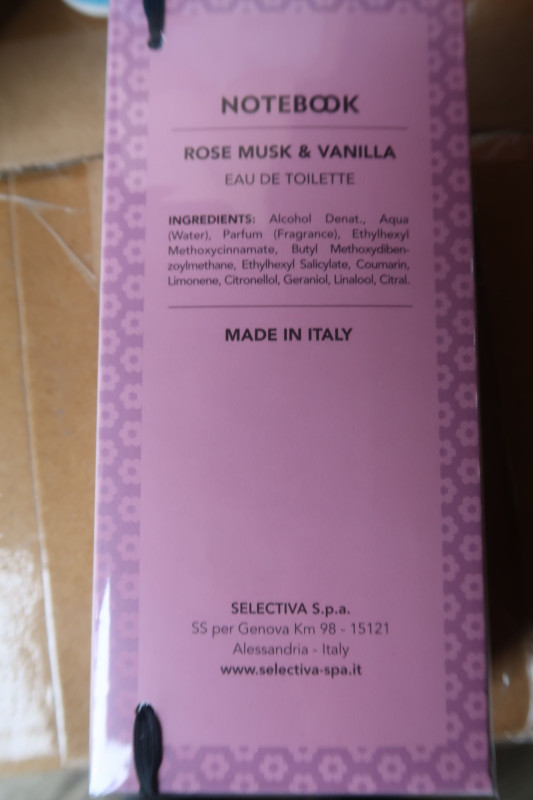 NOTEBOOK
ROSE MUSK & VANILLA
EAU DE TOILETTE
INGREDIENTS: Alcohol Denat., Aqua
(Water), Parfum (Fragrance), Ethylhexyl
Methoxycinnamate, Butyl Methoxydiben-
zoylmethane, Ethylhexyl Salicylate, Coumarin,
Limonene, Citronellol, Geraniol, Linalool, Citral.
MADE IN ITALY
SELECTIVA S.p.a.
SS per Genova Km 98 - 15121
Alessandria - Italy
www.selectiva-spa.it